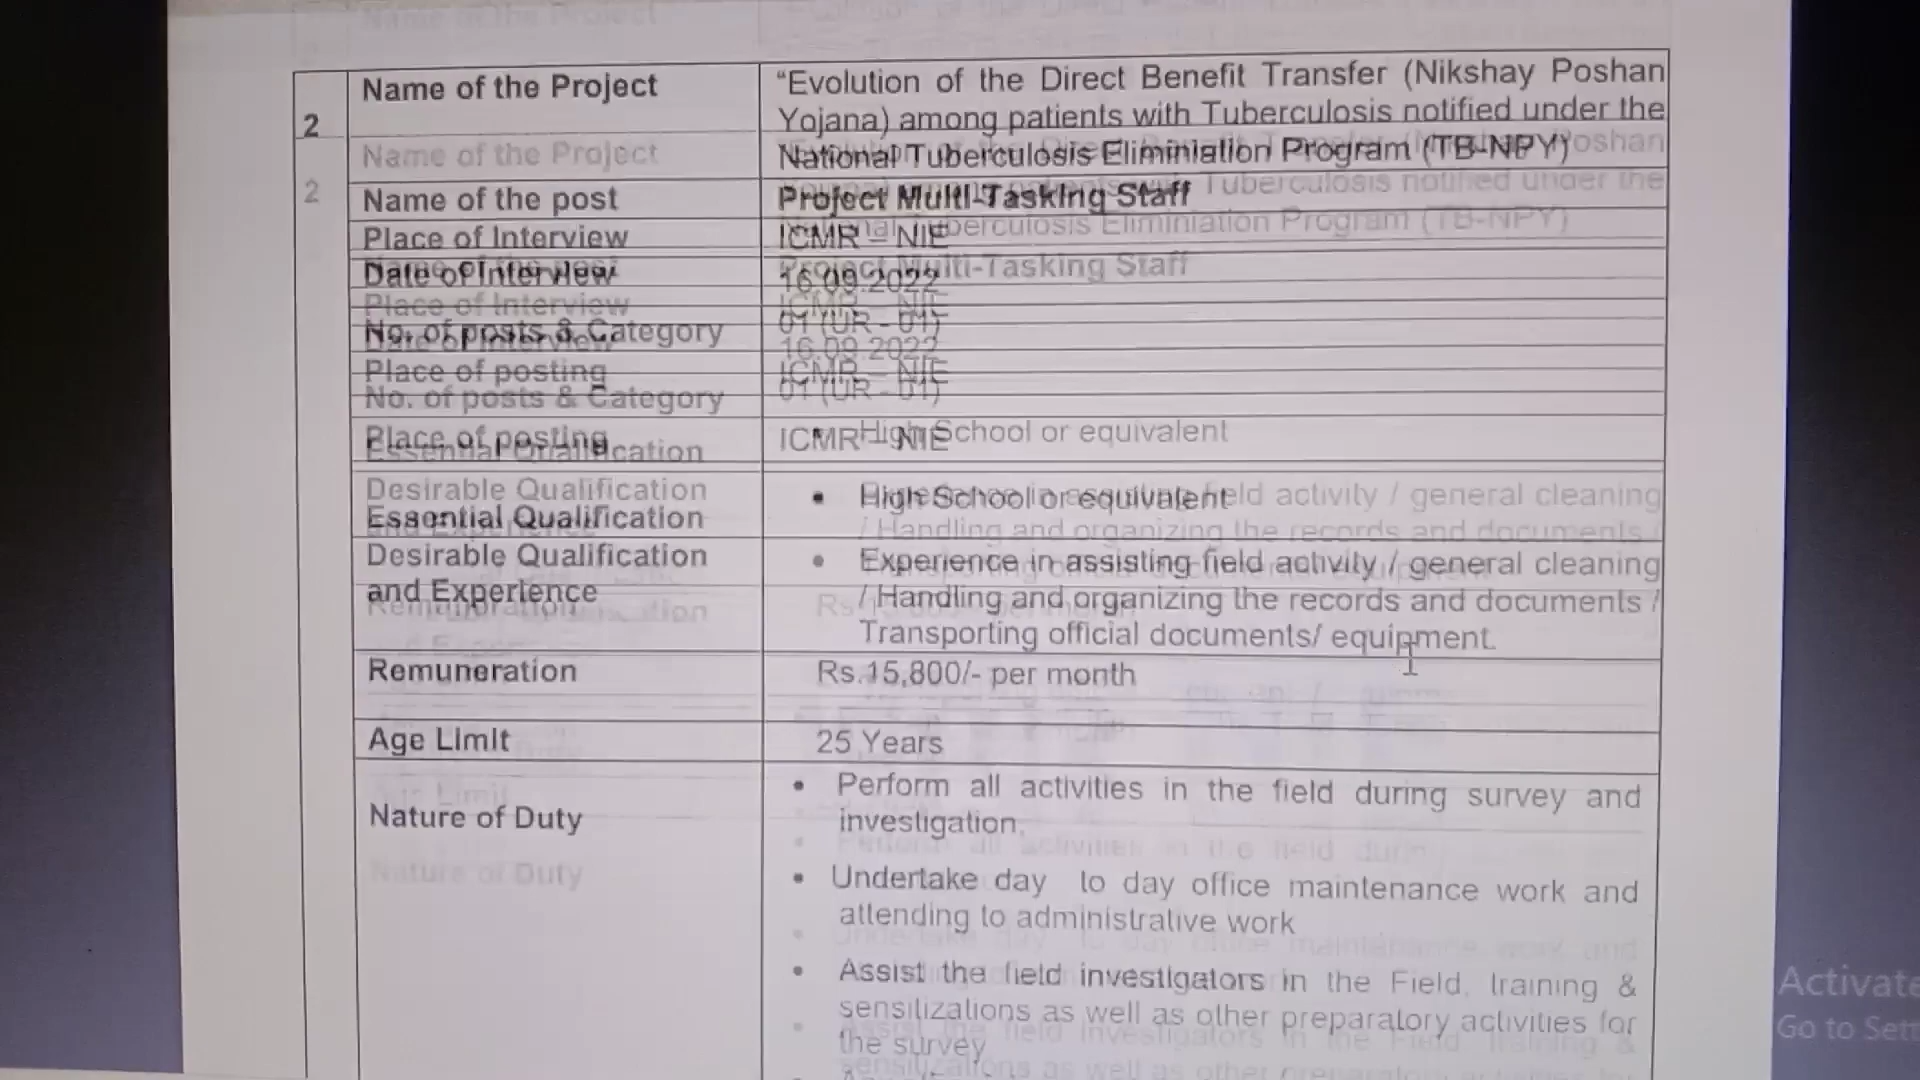 2
Name of the Project
“Evolution of the Direct Benefit Transfer (Nikshay Poshan
Yojana) among patients with Tuberculosis notified under the
National Tuberculosis Eliminiation Program (TB-NPY)
Name of the post
Project Multi-Tasking Staff
Place of Interview
ICMR – NIE
Date of Interview
16.09.2022
No. of posts & Category
01 (UR - 01)
Place of posting
ICMR – NIE
Essential Qualification
• High School or equivalent
Desirable Qualification
and Experience
• Experience in assisting field activity / general cleaning
/ Handling and organizing the records and documents /
Transporting official documents/ equipment.
Remuneration
Rs.15,800/- per month
Age Limit
25 Years
Nature of Duty
• Perform all activities in the field during survey and
investigation.
• Undertake day to day office maintenance work and
attending to administrative work
• Assist the field investigators in the Field, training &
sensitizations as well as other preparatory activities for
the survey
Activate
Go to Sett